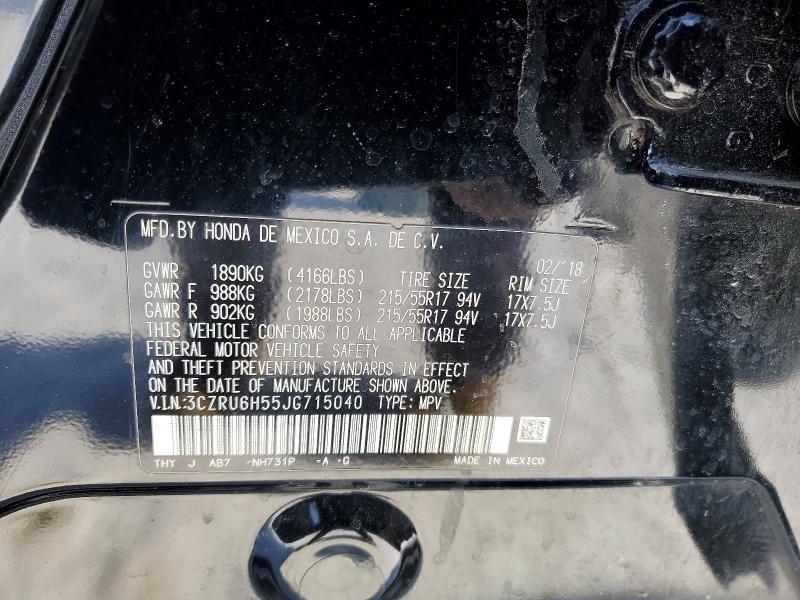 MFD.BY HONDA DE MEXICO S.A. DE C.V.
02/'18
GVWR 1890KG (4166LBS) TIRE SIZE RIM SIZE
GAWR F 988KG (2178LBS) 215/55R17 94V 17X7.5J
GAWR R 902KG (1988LBS) 215/55R17 94V 17X7.5J
THIS VEHICLE CONFORMS TO ALL APPLICABLE
FEDERAL MOTOR VEHICLE SAFETY
AND THEFT PREVENTION STANDARDS IN EFFECT
ON THE DATE OF MANUFACTURE SHOWN ABOVE.
V.I.N.:3CZRU6H55JG715040 TYPE: MPV
THY J AB7 -NH731P -A -G MADE IN MEXICO